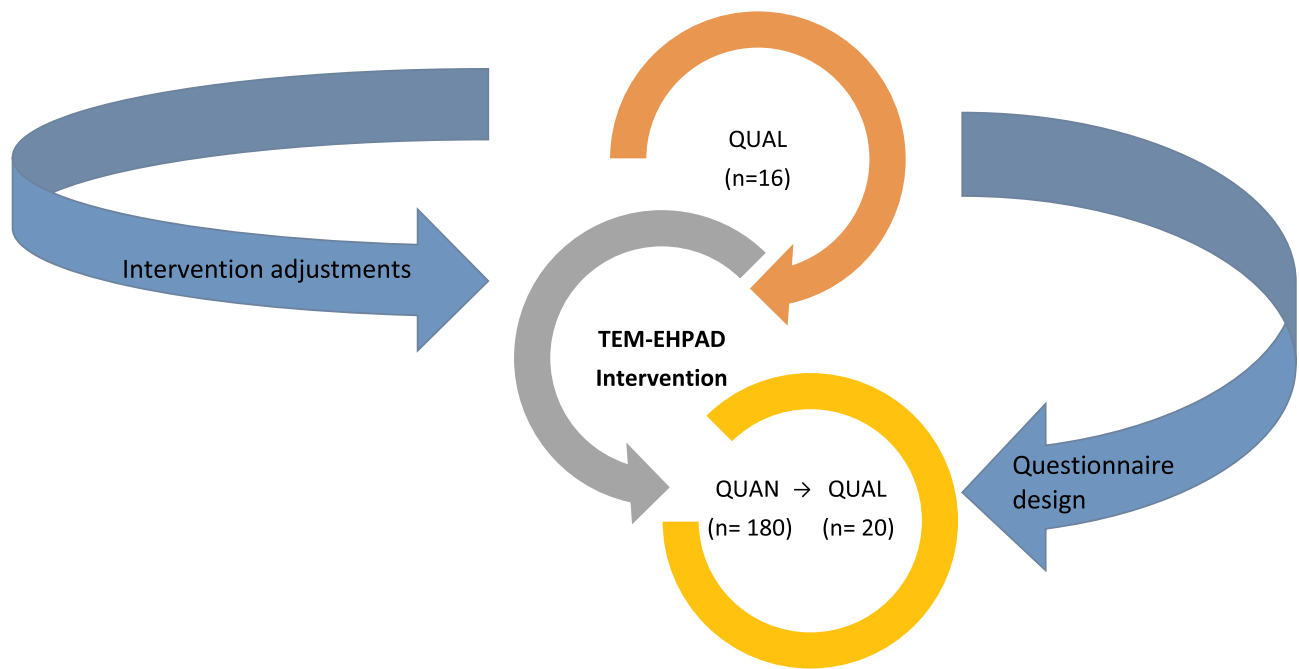 QUAL
(n=16)
Intervention adjustments
TEM-EHPAD
Intervention
QUAN → QUAL
(n= 180) (n= 20)
Questionnaire
design